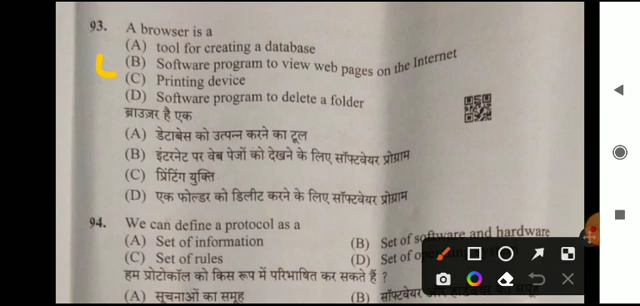 93. A browser is a
(A) tool for creating a database
(B) Software program to view web pages on the Internet
(C) Printing device
(D) Software program to delete a folder
ब्राउज़र है एक
(A) डेटाबेस को उत्पन्न करने का टूल
(B) इंटरनेट पर वेब पेजों को देखने के लिए सॉफ्टवेयर प्रोग्राम
(C) प्रिंटिंग युक्ति
(D) एक फोल्डर को डिलीट करने के लिए सॉफ्टवेयर प्रोग्राम
94. We can define a protocol as a
(A) Set of information (B) Set of software and hardware
(C) Set of rules (D) Set of
हम प्रोटोकॉल को किस रूप में परिभाषित कर सकते हैं ?
(A) सूचनाओं का समूह (B) सॉफ्टवेयर